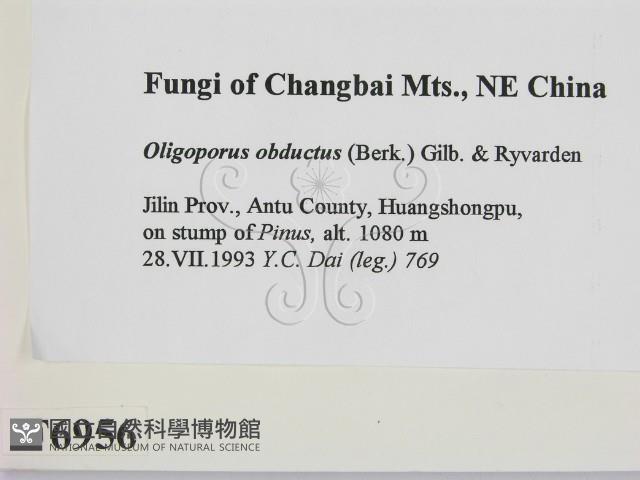 Fungi of Changbai Mts., NE China
Oligoporus obductus (Berk.) Gilb. & Ryvarden
Jilin Prov., Antu County, Huangshongpu,
on stump of Pinus, alt. 1080 m
28.VII.1993 Y.C. Dai (leg.) 769
國立自然科學博物館
NATIONAL MUSEUM OF NATURAL SCIENCE